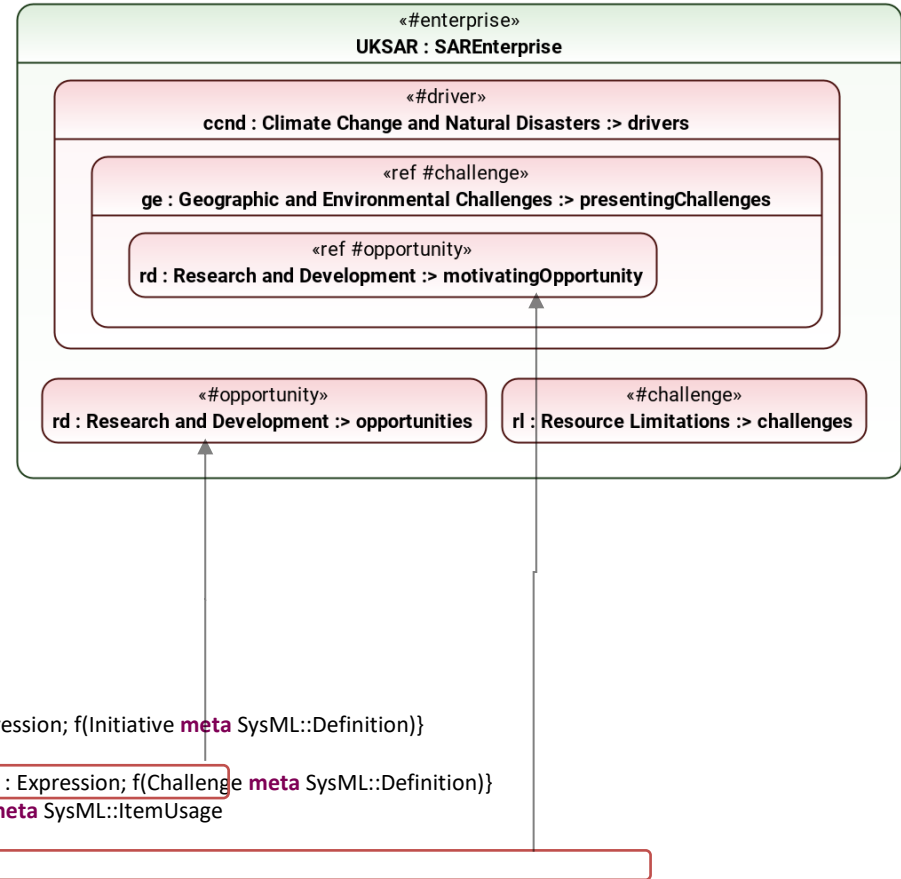 «#enterprise»
UKSAR : SAREnterprise
«#driver»
ccnd : Climate Change and Natural Disasters :> drivers
«ref #challenge»
ge : Geographic and Environmental Challenges :> presentingChallenges
«ref #opportunity»
rd : Research and Development :> motivatingOpportunity
«#opportunity»
rd : Research and Development :> opportunities
«#challenge»
rl : Resource Limitations :> challenges
ression; f(Initiative meta SysML::Definition)}
: Expression; f(Challenge meta SysML::Definition)}
meta SysML::ItemUsage